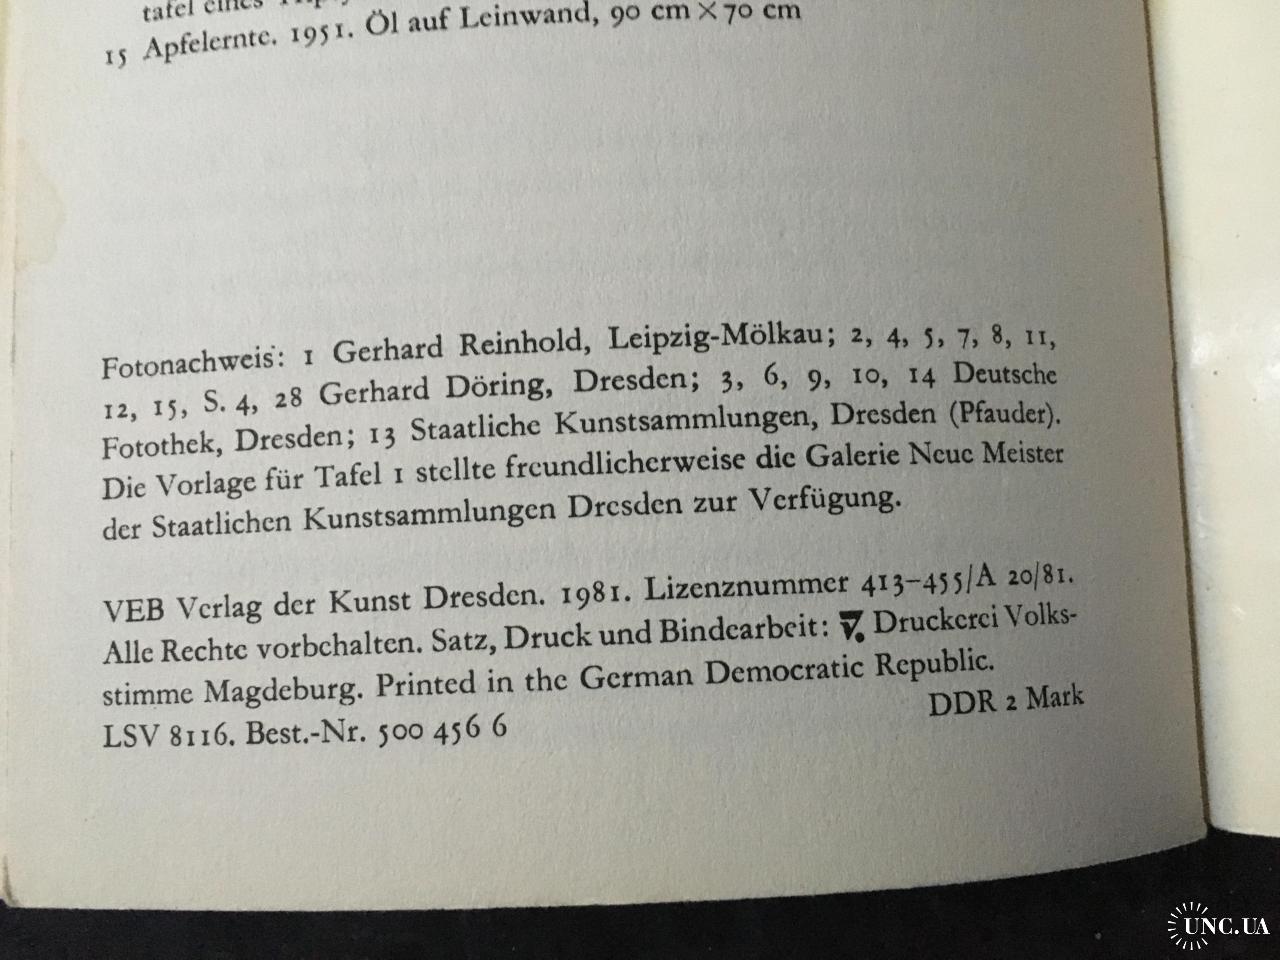 tafel eines
15 Apfelernte. 1951. Öl auf Leinwand, 90 cm × 70 cm
Fotonachweis: 1 Gerhard Reinhold, Leipzig-Mölkau; 2, 4, 5, 7, 8, 11,
12, 15, S. 4, 28 Gerhard Döring, Dresden; 3, 6, 9, 10, 14 Deutsche
Fotothek, Dresden; 13 Staatliche Kunstsammlungen, Dresden (Pfauder).
Die Vorlage für Tafel 1 stellte freundlicherweise die Galerie Neue Meister
der Staatlichen Kunstsammlungen Dresden zur Verfügung.
VEB Verlag der Kunst Dresden. 1981. Lizenznummer 413–455/A 20/81.
Alle Rechte vorbehalten. Satz, Druck und Bindearbeit: Druckerei Volks-
stimme Magdeburg. Printed in the German Democratic Republic.
LSV 8116. Best.-Nr. 500 456 6
DDR 2 Mark
UNC.UA